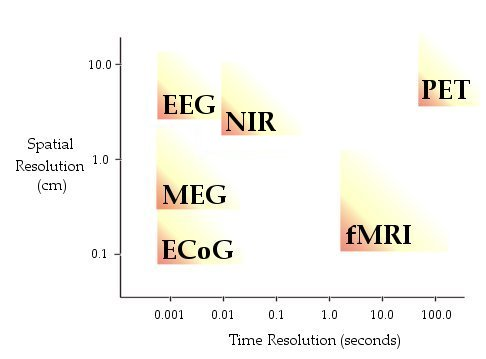 10.0
PET
EEG
NIR
Spatial
Resolution
(cm)
1.0
MEG
fMRI
ECoG
0.1
0.001 0.01 0.1 1.0 10.0 100.0
Time Resolution (seconds)